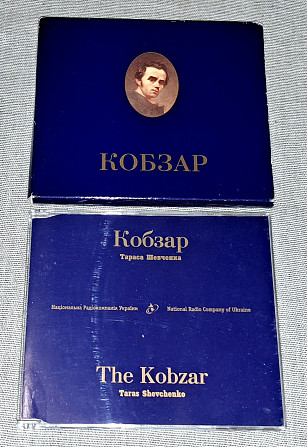 КОБЗАР
Кобзар
Тараса Шевченка
Національна Радіокомпанія України National Radio Company of Ukraine
The Kobzar
Taras Shevchenko